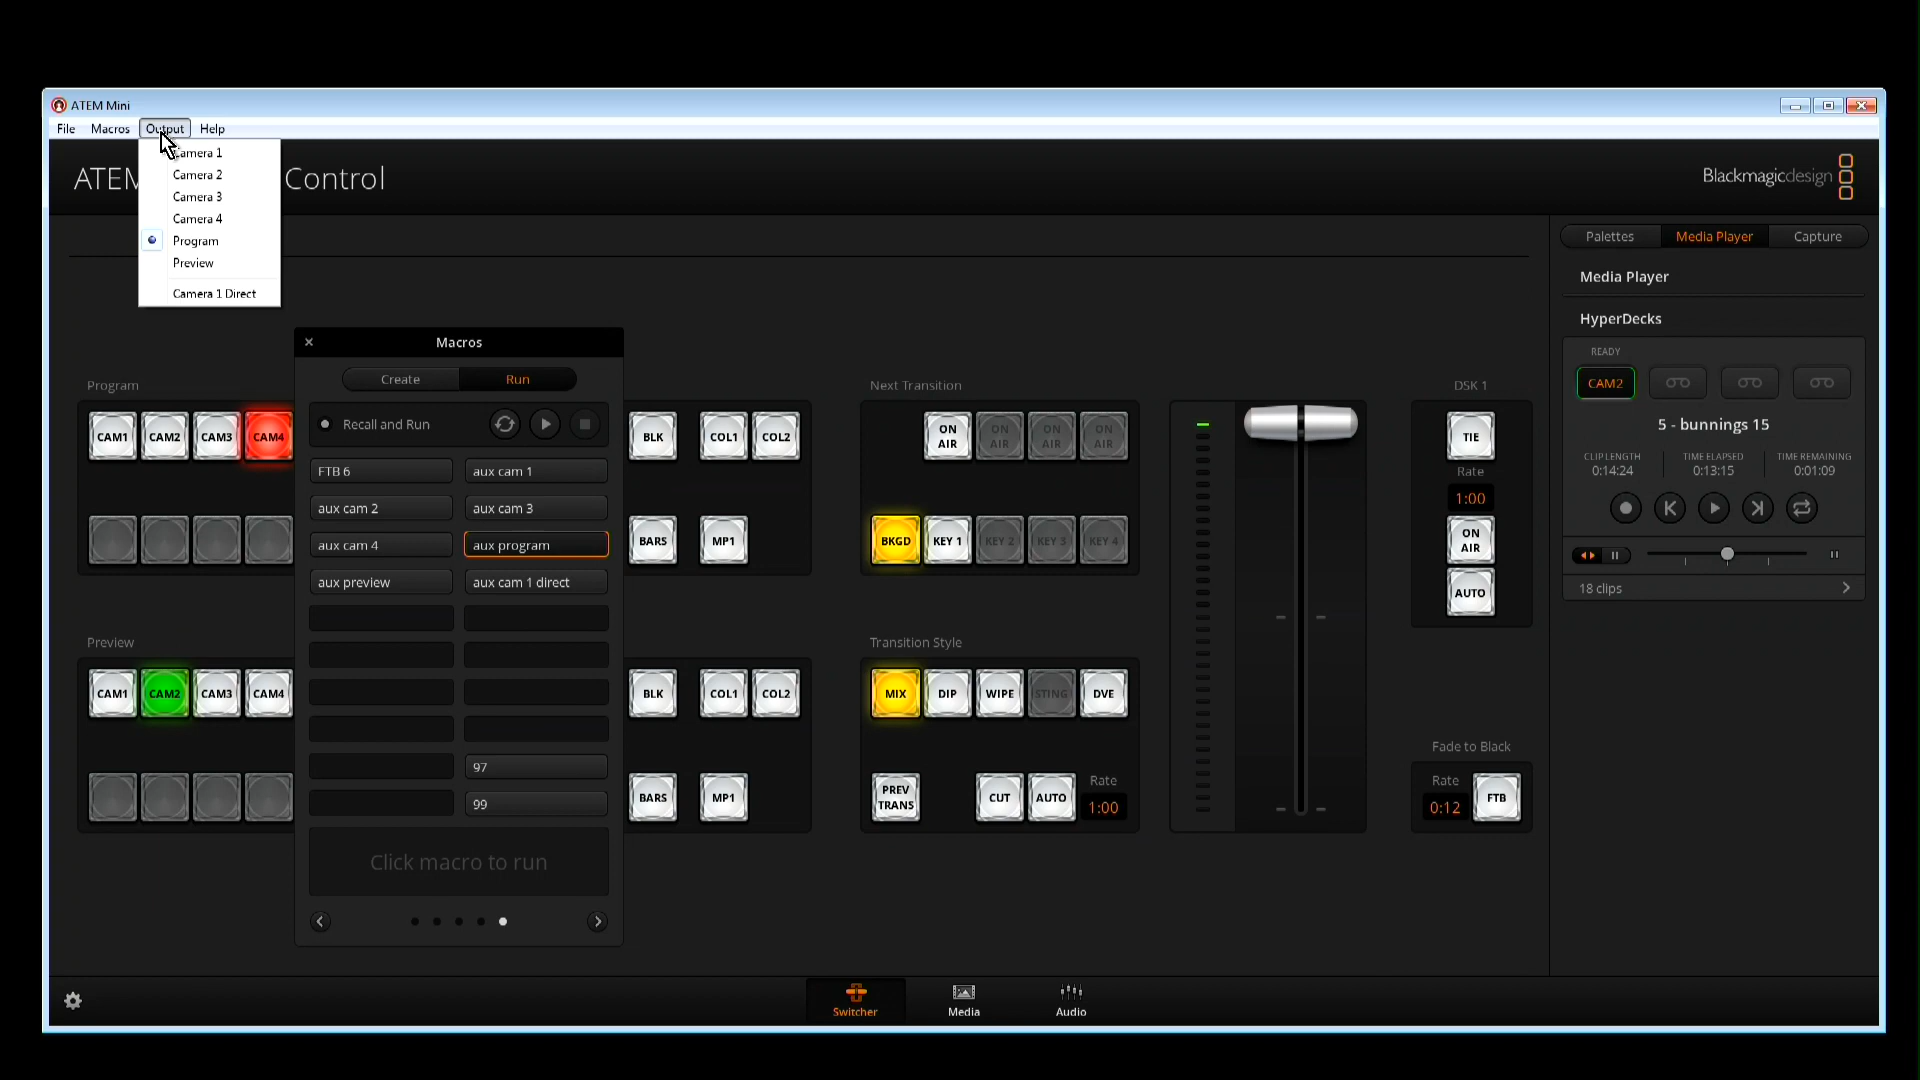 ATEM Mini
File Macros Output Help
Camera 1
Camera 2
Camera 3
Camera 4
Program
Preview
Camera 1 Direct
Control
Blackmagicdesign
Palettes Media Player Capture
Media Player
HyperDecks
READY
CAM2
5 - bunnings 15
CLIP LENGTH TIME ELAPSED TIME REMAINING
0:14:24 0:13:15 0:01:09
18 clips
Macros
Create Run
Recall and Run
FTB 6 aux cam 1
aux cam 2 aux cam 3
aux cam 4 aux program
aux preview aux cam 1 direct
97
99
Click macro to run
Program
CAM1 CAM2 CAM3 CAM4 BLK COL1 COL2
BARS MP1
Preview
CAM1 CAM2 CAM3 CAM4 BLK COL1 COL2
BARS MP1
Next Transition
ON AIR ON AIR ON AIR ON AIR
BKGD KEY 1 KEY 2 KEY 3 KEY 4
Transition Style
MIX DIP WIPE STING DVE
PREV TRANS CUT AUTO Rate
1:00
DSK 1
TIE
Rate
1:00
ON AIR
AUTO
Fade to Black
Rate
0:12 FTB
Switcher Media Audio